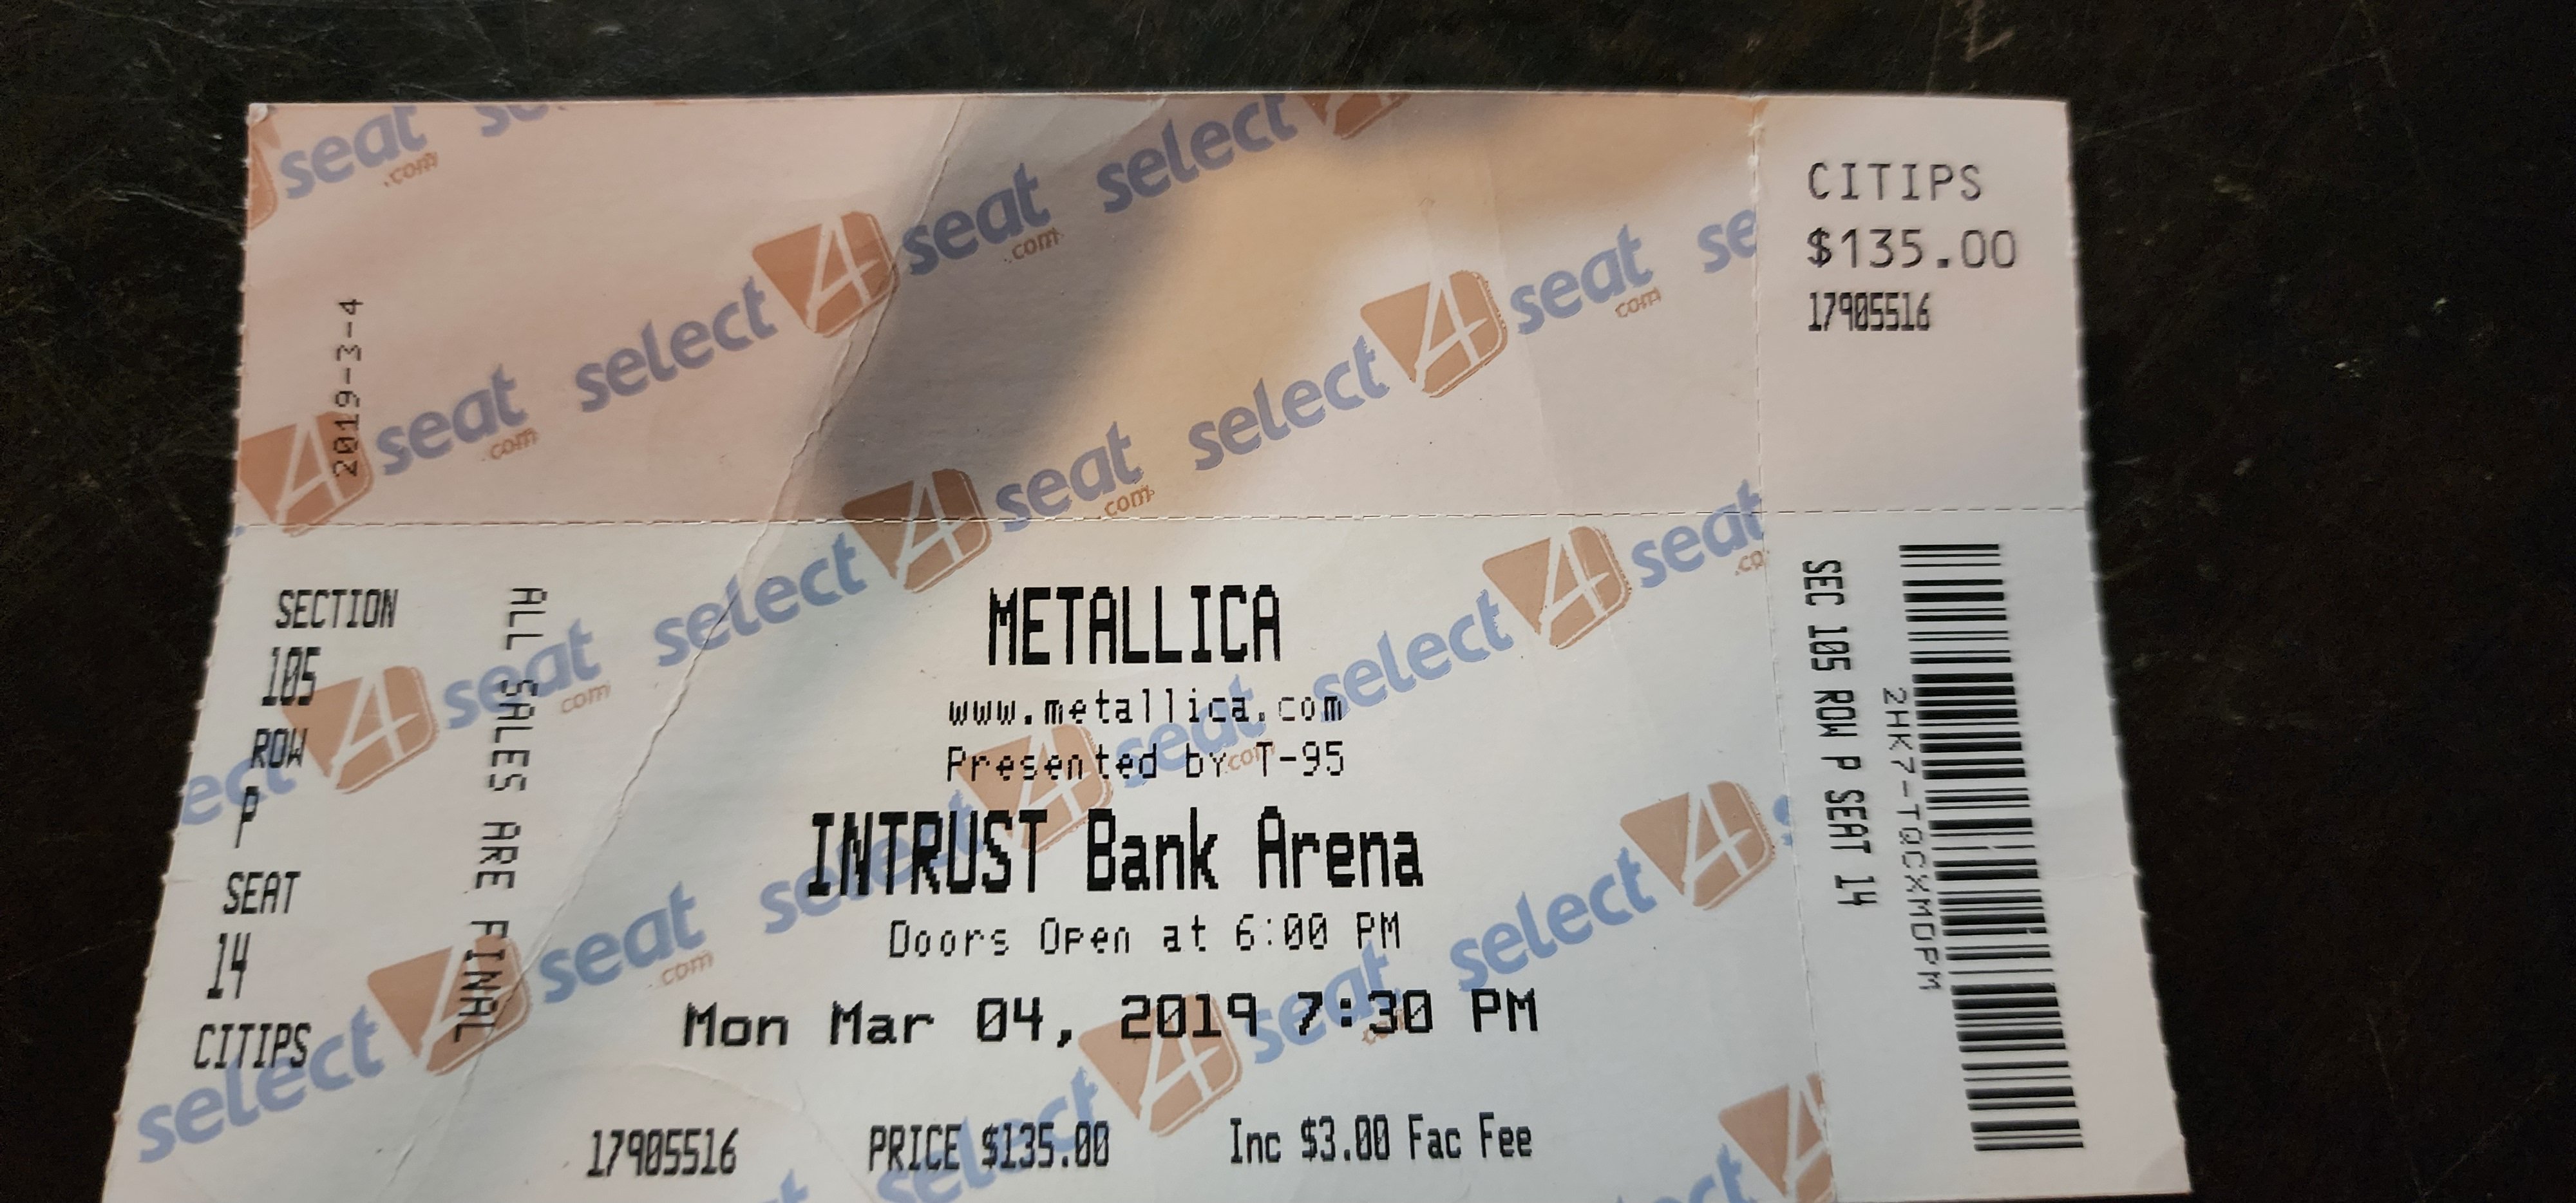 select4seat.com
2019-3-4
CITIPS
$135.00
17905516
SECTION
105
ROW
P
SEAT
14
CITIPS
ALL SALES ARE FINAL
METALLICA
www.metallica.com
Presented by T-95
INTRUST Bank Arena
Doors Open at 6:00 PM
Mon Mar 04, 2019 7:30 PM
17905516 PRICE $135.00 Inc $3.00 Fac Fee
SEC 105 ROW P SEAT 14
2HK7-TQCXMDPM